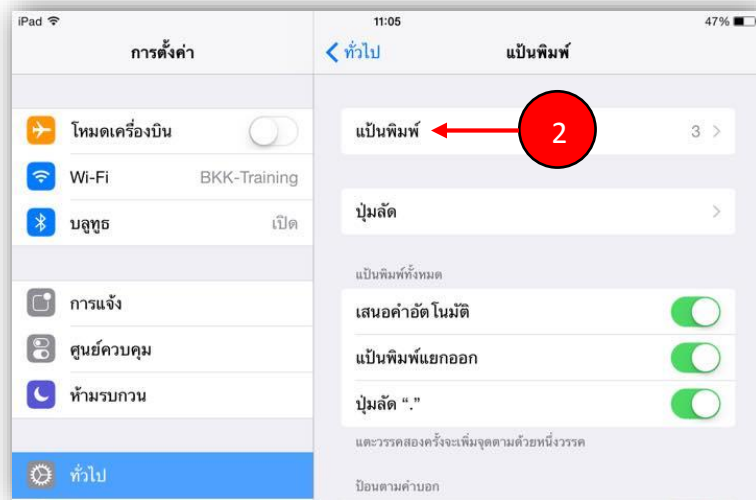 iPad 11:05 47%
การตั้งค่า
โหมดเครื่องบิน
Wi-Fi BKK-Training
บลูทูธ เปิด
การแจ้ง
ศูนย์ควบคุม
ห้ามรบกวน
ทั่วไป
ทั่วไป แป้นพิมพ์
แป้นพิมพ์ 2 3
ปุ่มลัด
แป้นพิมพ์ทั้งหมด
เสนอคำอัตโนมัติ
แป้นพิมพ์แยกออก
ปุ่มลัด “.”
แตะวรรคสองครั้งจะเพิ่มจุดตามด้วยหนึ่งวรรค
ป้อนตามคำบอก